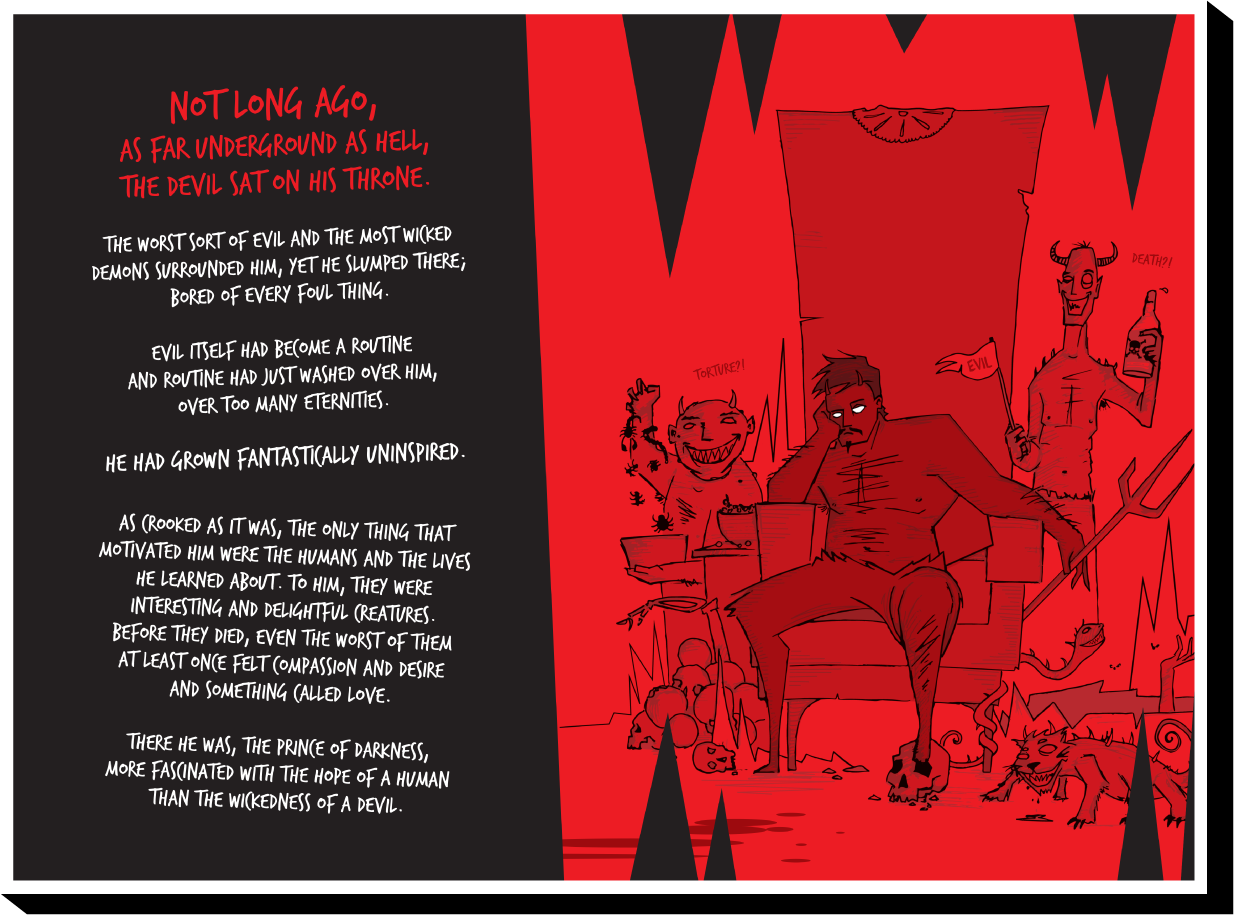 NOT LONG AGO,
AS FAR UNDERGROUND AS HELL,
THE DEVIL SAT ON HIS THRONE.
THE WORST SORT OF EVIL AND THE MOST WICKED
DEMONS SURROUNDED HIM, YET HE SLUMPED THERE;
BORED OF EVERY FOUL THING.
EVIL ITSELF HAD BECOME A ROUTINE
AND ROUTINE HAD JUST WASHED OVER HIM,
OVER TOO MANY ETERNITIES.
HE HAD GROWN FANTASTICALLY UNINSPIRED.
AS CROOKED AS IT WAS, THE ONLY THING THAT
MOTIVATED HIM WERE THE HUMANS AND THE LIVES
HE LEARNED ABOUT. TO HIM, THEY WERE
INTERESTING AND DELIGHTFUL CREATURES.
BEFORE THEY DIED, EVEN THE WORST OF THEM
AT LEAST ONCE FELT COMPASSION AND DESIRE
AND SOMETHING CALLED LOVE.
THERE HE WAS, THE PRINCE OF DARKNESS,
MORE FASCINATED WITH THE HOPE OF A HUMAN
THAN THE WICKEDNESS OF A DEVIL.
TORTURE?!
EVIL
DEATH?!